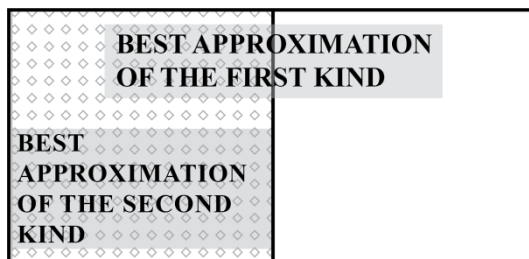 BEST APPROXIMATION
OF THE FIRST KIND
BEST
APPROXIMATION
OF THE SECOND
KIND